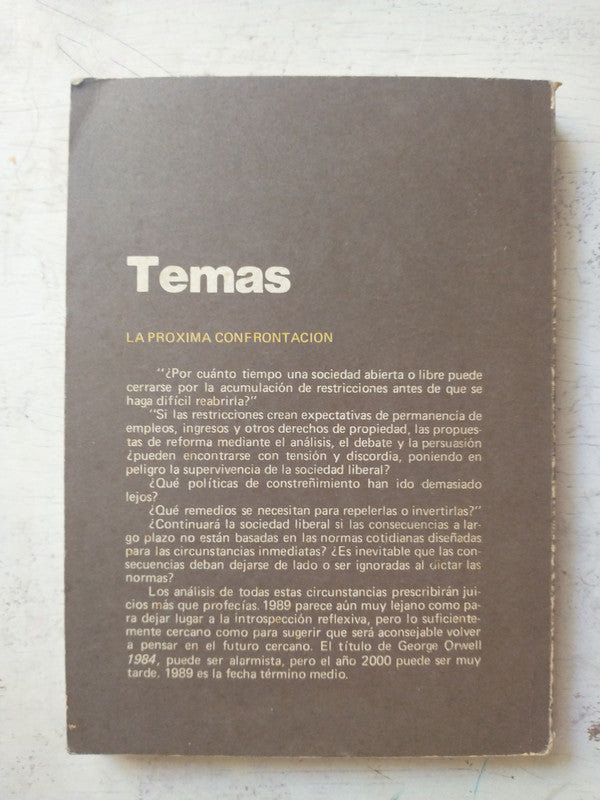 Temas
LA PROXIMA CONFRONTACION
"¿Por cuánto tiempo una sociedad abierta o libre puede
cerrarse por la acumulación de restricciones antes de que se
haga difícil reabrirla?"
"Si las restricciones crean expectativas de permanencia de
empleos, ingresos y otros derechos de propiedad, las propues-
tas de reforma mediante el análisis, el debate y la persuasión
¿pueden encontrarse con tensión y discordia, poniendo en
peligro la supervivencia de la sociedad liberal?
¿Qué políticas de constreñimiento han ido demasiado
lejos?
¿Qué remedios se necesitan para repelerlas o invertirlas?"
¿Continuará la sociedad liberal si las consecuencias a lar-
go plazo no están basadas en las normas cotidianas diseñadas
para las circunstancias inmediatas? ¿Es inevitable que las con-
secuencias deban dejarse de lado o ser ignoradas al dictar las
normas?
Los análisis de todas estas circunstancias prescribirán jui-
cios más que profecías. 1989 parece aún muy lejano como pa-
ra dejar lugar a la introspección reflexiva, pero lo suficiente-
mente cercano como para sugerir que será aconsejable volver
a pensar en el futuro cercano. El título de George Orwell
1984, puede ser alarmista, pero el año 2000 puede ser muy
tarde. 1989 es la fecha término medio.